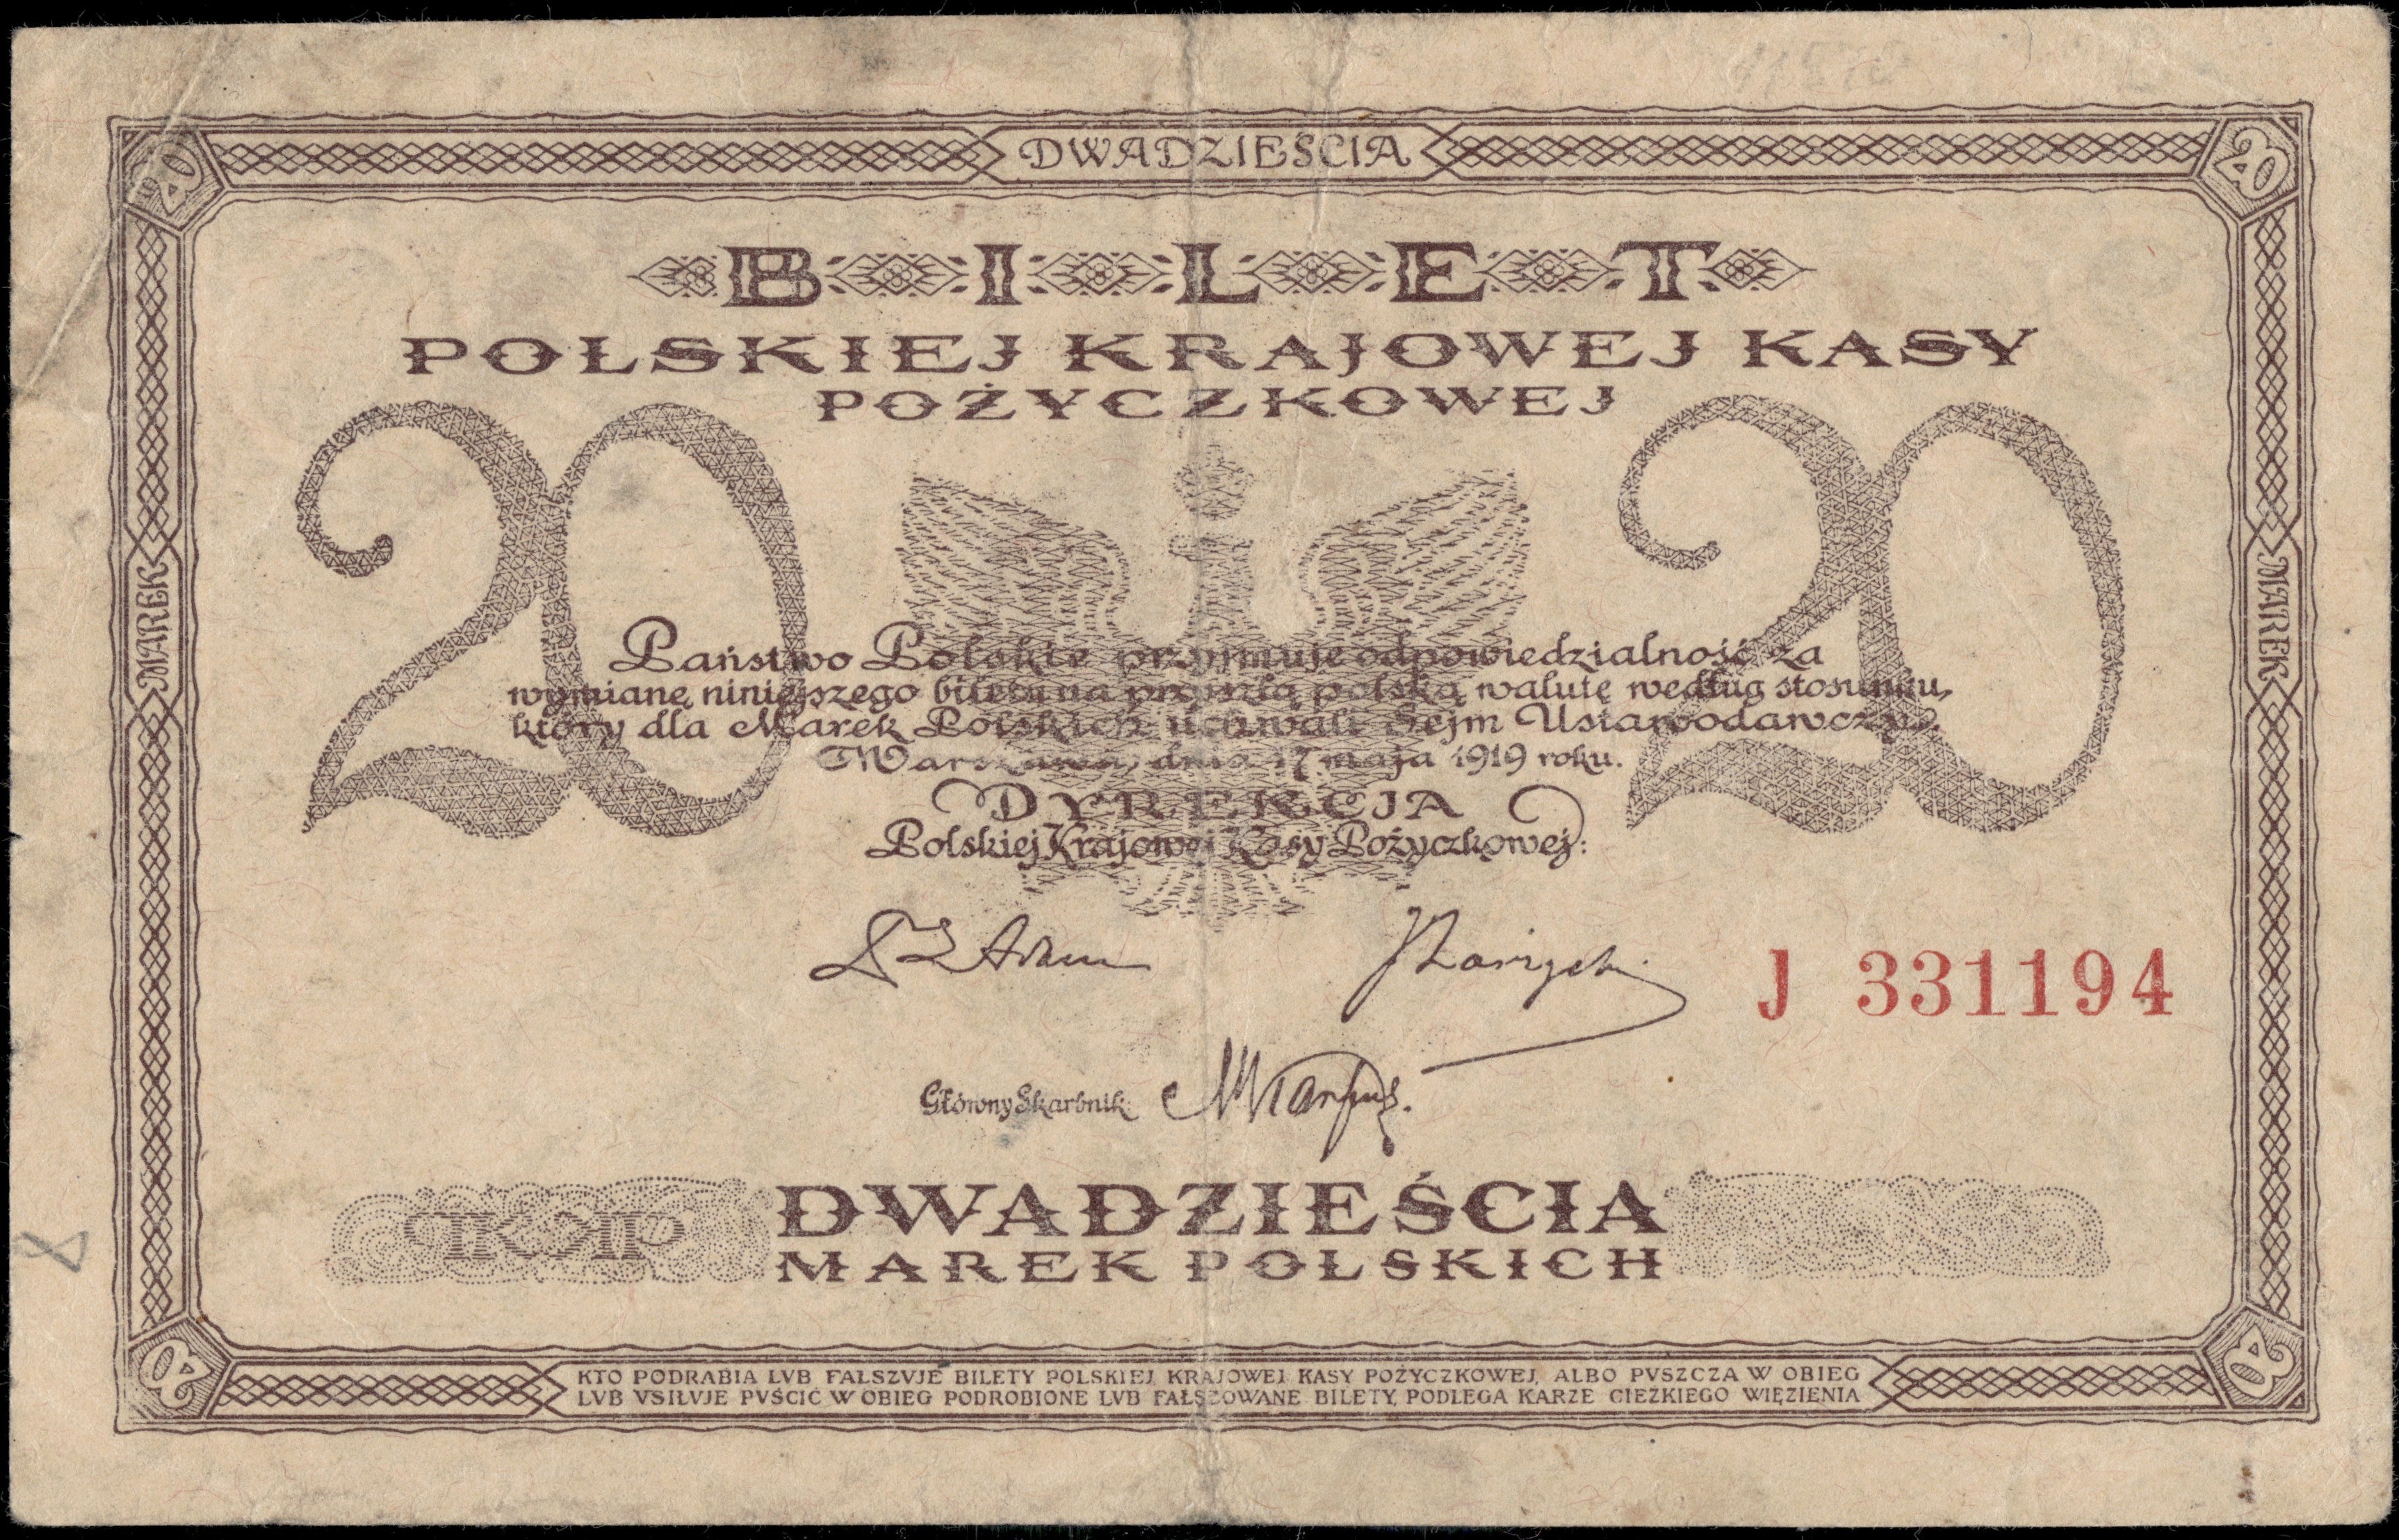 DWADZIEŚCIA
20
20
BILET
POLSKIEJ KRAJOWEJ KASY
POŻYCZKOWEJ
20
20
MAREK
MAREK
Państwo Polskie przyjmuje odpowiedzialność za
wymianę niniejszego biletu na przyszłą polską walutę według stosunku,
który dla Marek Polskich uchwali Sejm Ustawodawczy.
Warszawa, dnia 17 maja 1919 roku.
DYREKCJA
Polskiej Krajowej Kasy Pożyczkowej:
J 331194
Główny Skarbnik
PKKP
DWADZIEŚCIA
MAREK POLSKICH
20
20
KTO PODRABIA LVB FAŁSZVJE BILETY POLSKIEJ KRAJOWEJ KASY POŻYCZKOWEJ, ALBO PVSZCZA W OBIEG
LVB VSIŁVJE PVŚCIĆ W OBIEG PODROBIONE LVB FAŁSZOWANE BILETY, PODLEGA KARZE CIĘŻKIEGO WIĘZIENIA